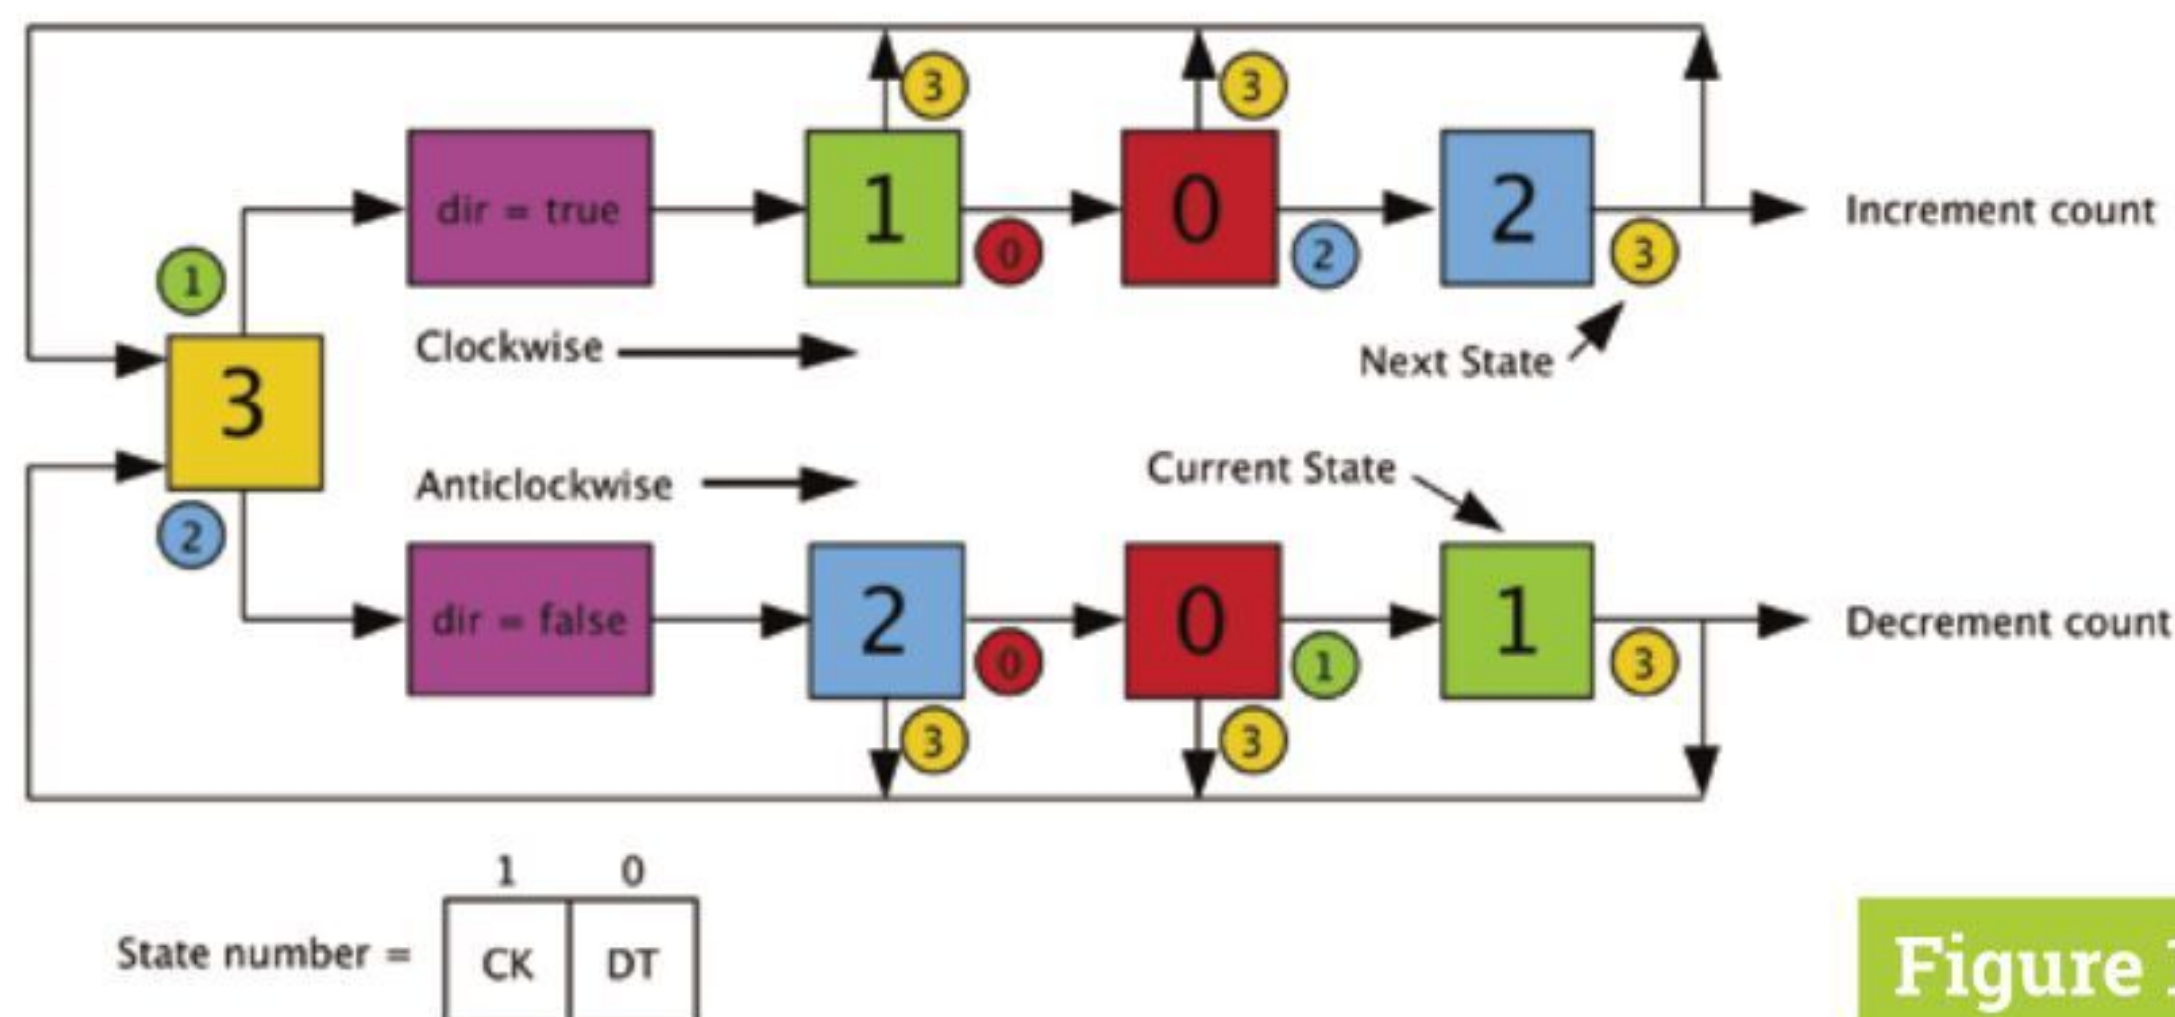 3
3
dir = true
1
0
2
Increment count
1
0
2
3
Clockwise
Next State
3
Anticlockwise
Current State
2
dir = false
2
0
1
Decrement count
0
1
3
3
3
1 0
State number =
CK DT
Figure